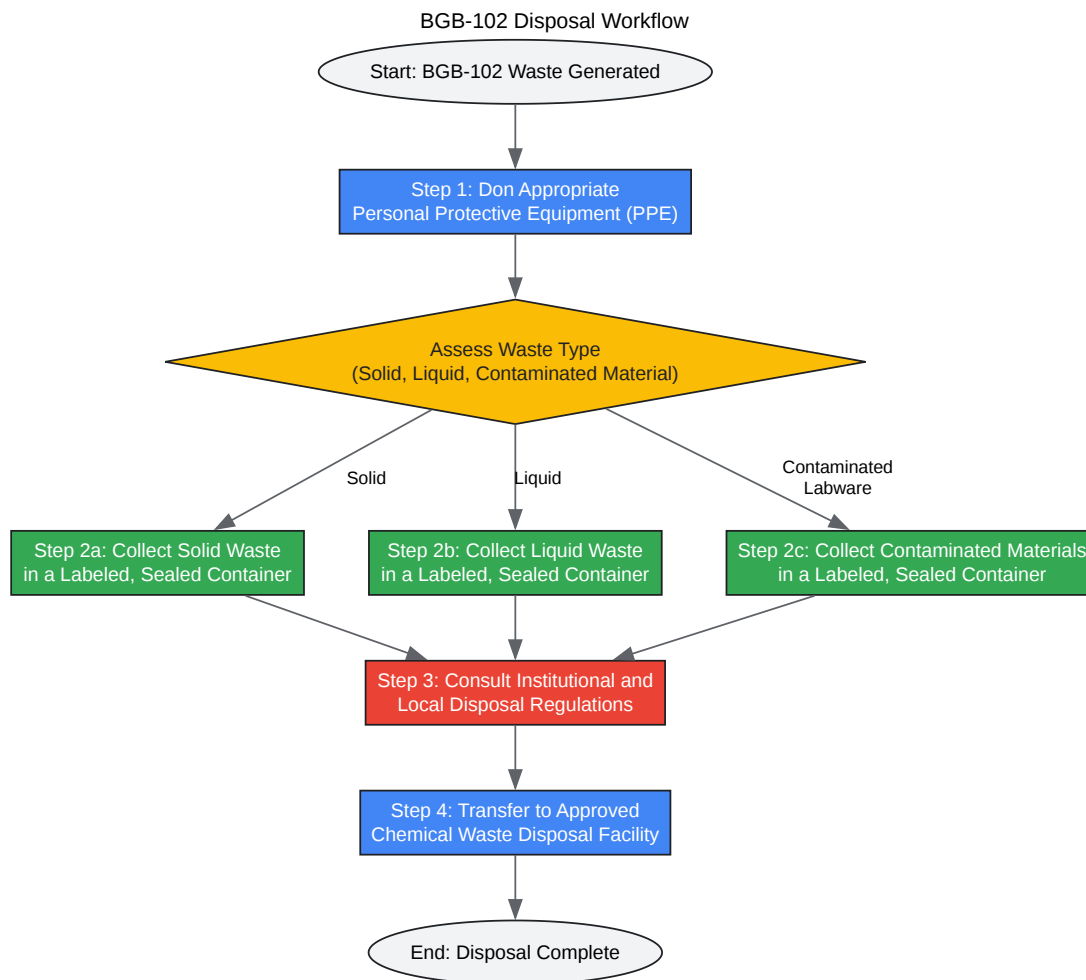 BGB-102 Disposal Workflow
Start: BGB-102 Waste Generated
Step 1: Don Appropriate
Personal Protective Equipment (PPE)
Assess Waste Type
(Solid, Liquid, Contaminated Material)
Solid
Liquid
Contaminated
Labware
Step 2a: Collect Solid Waste
in a Labeled, Sealed Container
Step 2b: Collect Liquid Waste
in a Labeled, Sealed Container
Step 2c: Collect Contaminated Materials
in a Labeled, Sealed Container
Step 3: Consult Institutional and
Local Disposal Regulations
Step 4: Transfer to Approved
Chemical Waste Disposal Facility
End: Disposal Complete